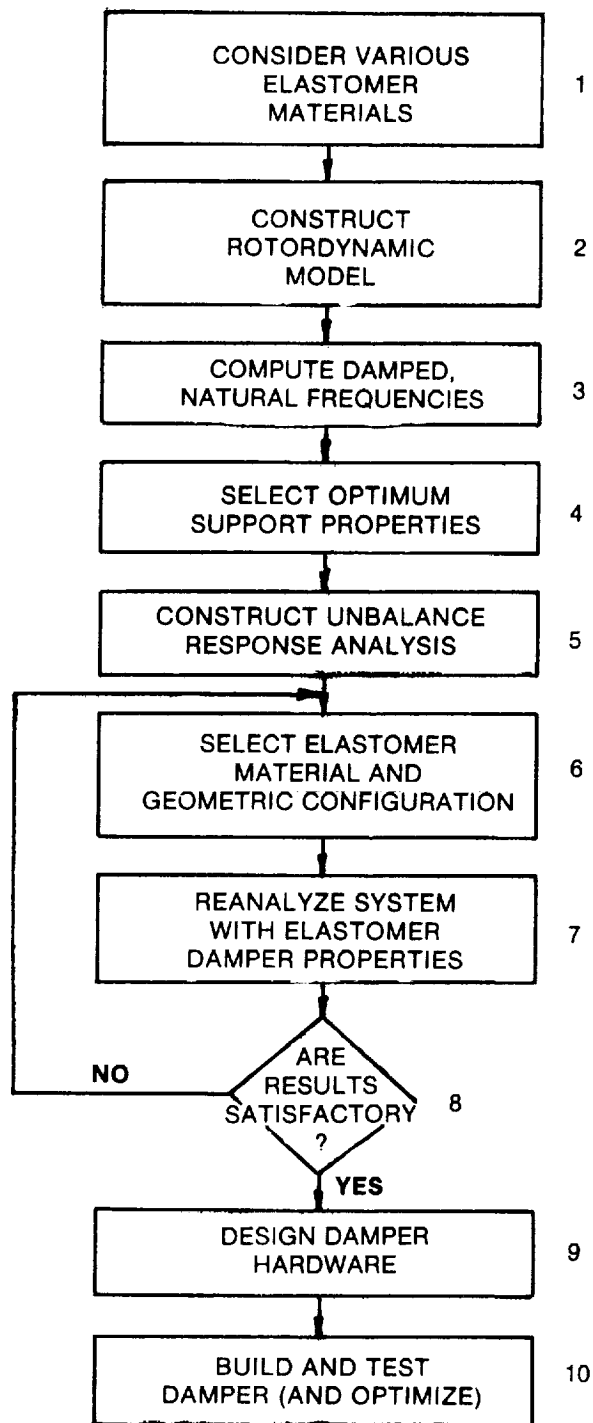 CONSIDER VARIOUS
ELASTOMER
MATERIALS
1
CONSTRUCT
ROTORDYNAMIC
MODEL
2
COMPUTE DAMPED,
NATURAL FREQUENCIES
3
SELECT OPTIMUM
SUPPORT PROPERTIES
4
CONSTRUCT UNBALANCE
RESPONSE ANALYSIS
5
SELECT ELASTOMER
MATERIAL AND
GEOMETRIC CONFIGURATION
6
REANALYZE SYSTEM
WITH ELASTOMER
DAMPER PROPERTIES
7
ARE
RESULTS
SATISFACTORY
?
8
NO
YES
DESIGN DAMPER
HARDWARE
9
BUILD AND TEST
DAMPER (AND OPTIMIZE)
10